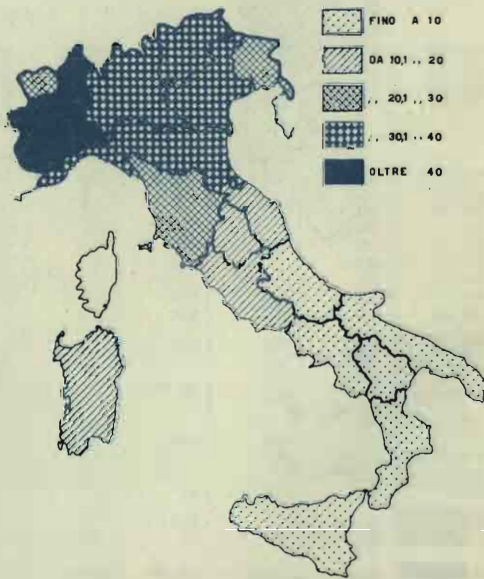 FINO A 10
DA 10,1 ,, 20
,, 20,1 ,, 30
,, 30,1 ,, 40
OLTRE 40